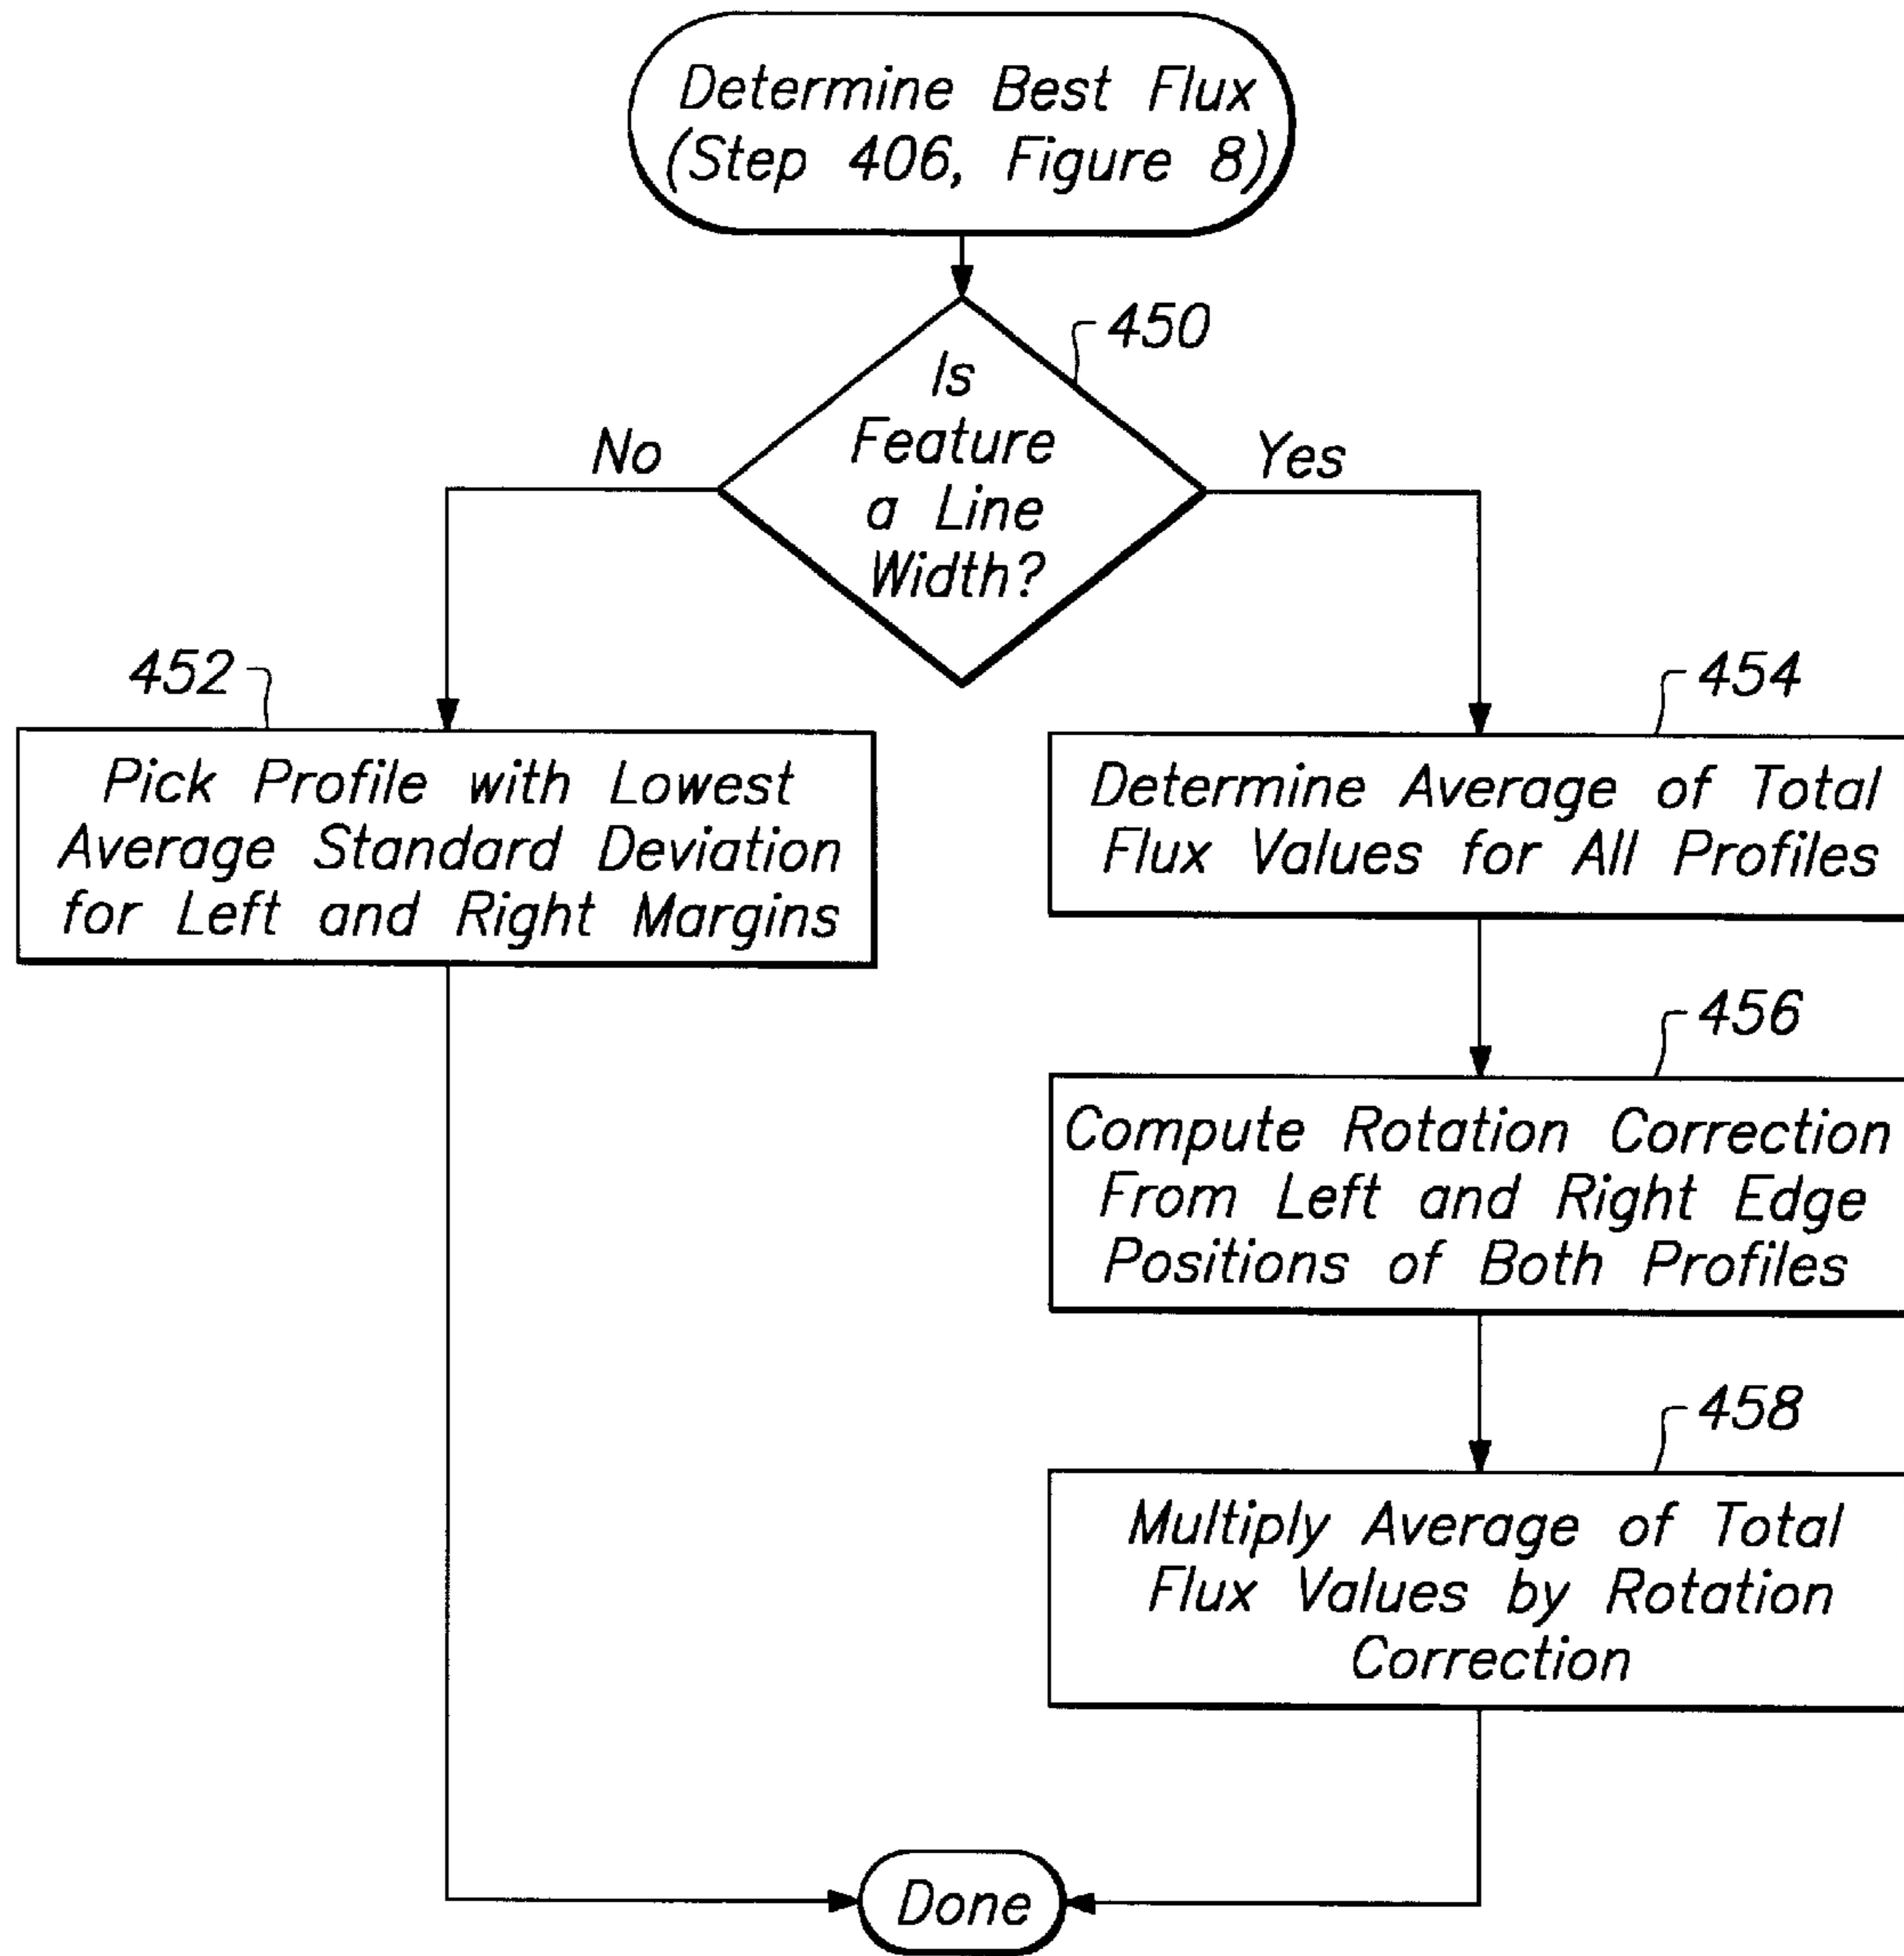 Determine Best Flux
(Step 406, Figure 8)
450
Is
Feature
a Line
Width?
No
Yes
452
Pick Profile with Lowest
Average Standard Deviation
for Left and Right Margins
454
Determine Average of Total
Flux Values for All Profiles
456
Compute Rotation Correction
From Left and Right Edge
Positions of Both Profiles
458
Multiply Average of Total
Flux Values by Rotation
Correction
Done